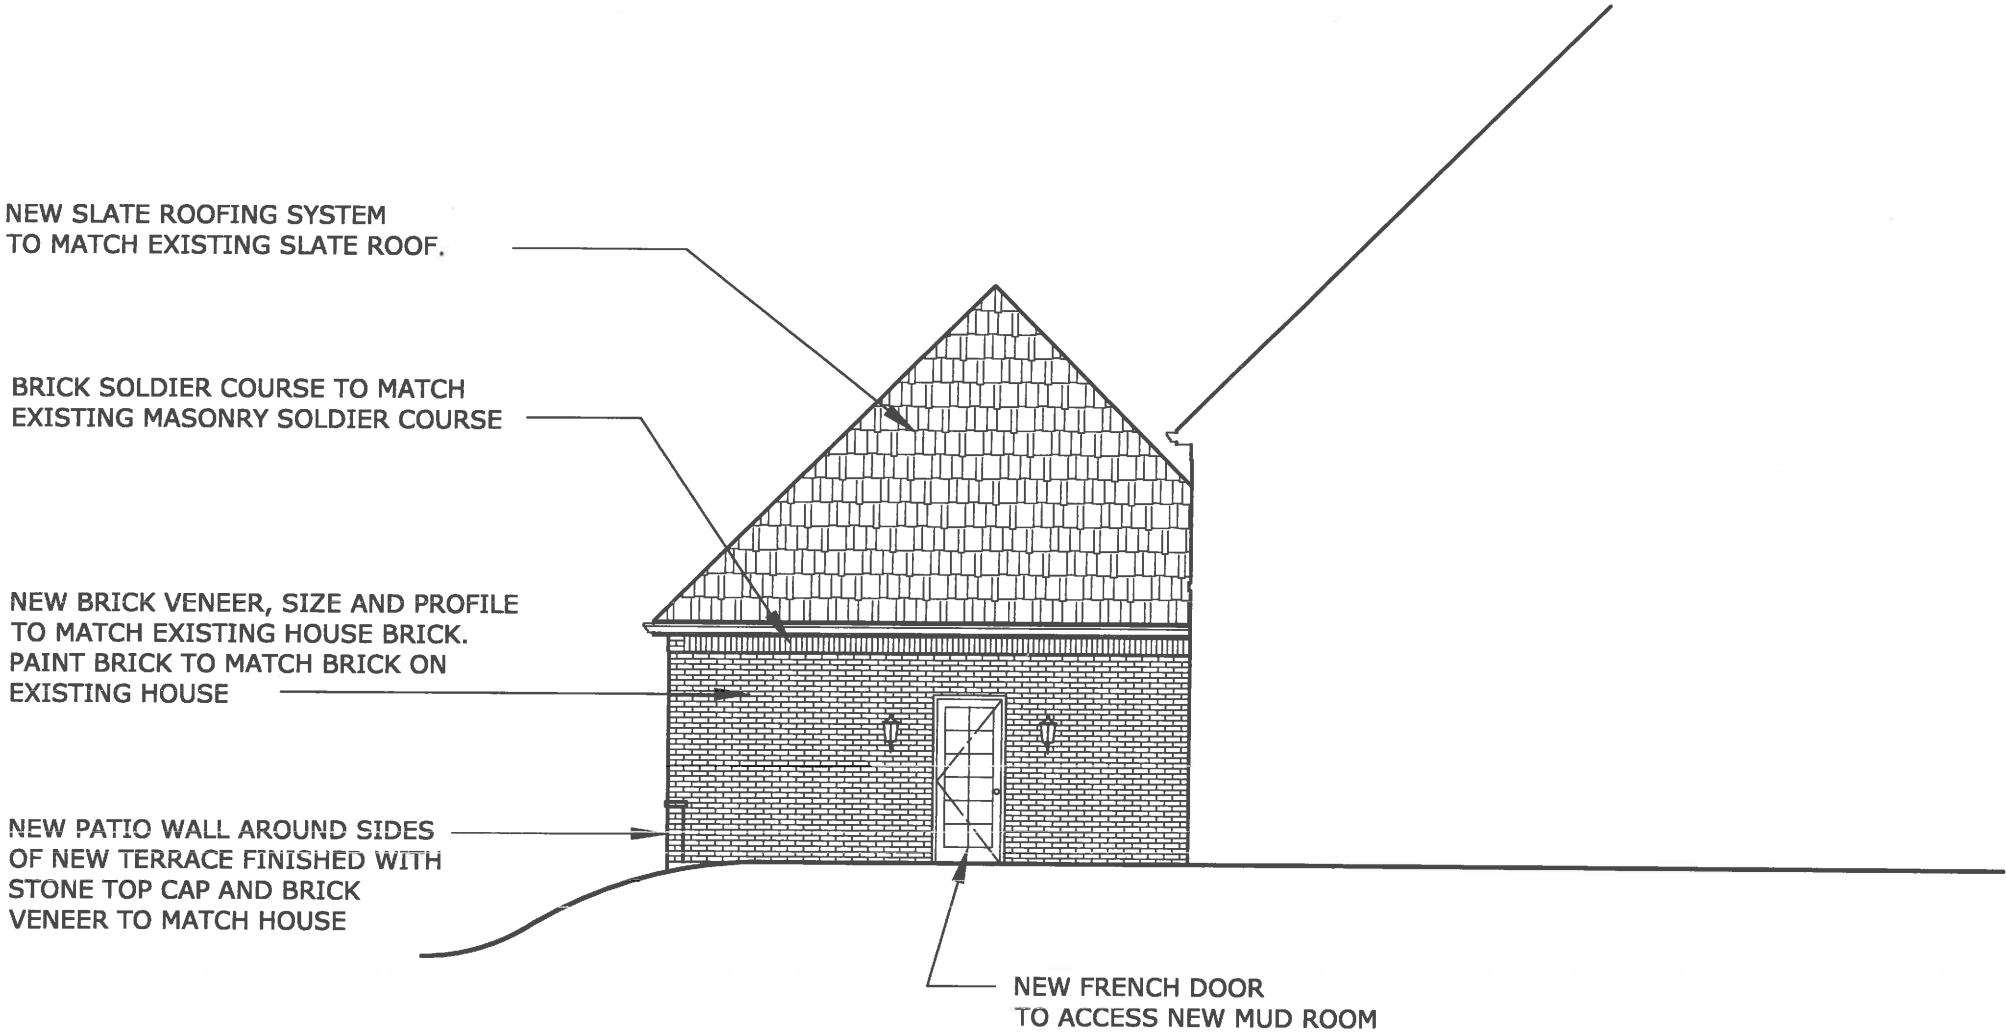 NEW SLATE ROOFING SYSTEM
TO MATCH EXISTING SLATE ROOF.
BRICK SOLDIER COURSE TO MATCH
EXISTING MASONRY SOLDIER COURSE
NEW BRICK VENEER, SIZE AND PROFILE
TO MATCH EXISTING HOUSE BRICK.
PAINT BRICK TO MATCH BRICK ON
EXISTING HOUSE
NEW PATIO WALL AROUND SIDES
OF NEW TERRACE FINISHED WITH
STONE TOP CAP AND BRICK
VENEER TO MATCH HOUSE
NEW FRENCH DOOR
TO ACCESS NEW MUD ROOM